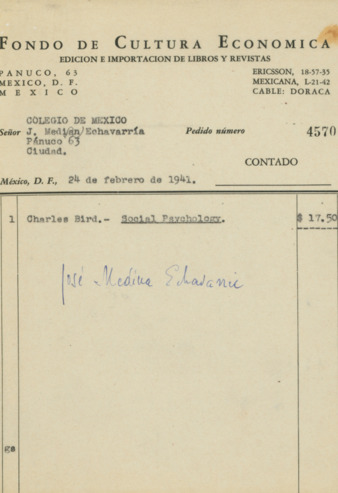 FONDO DE CULTURA ECONOMICA
EDICION E IMPORTACION DE LIBROS Y REVISTAS
PANUCO, 63
MEXICO, D. F.
MEXICO
ERICSSON, 18-57-35
MEXICANA, L-21-42
CABLE: DORACA
COLEGIO DE MEXICO
Señor J. Medina/Echavarría
Pánuco 63
Ciudad.
Pedido número 4570
CONTADO
México, D. F., 24 de febrero de 1941.
1 Charles Bird.- Social Psychology. $ 17.50
José Medina Echavarría
gs